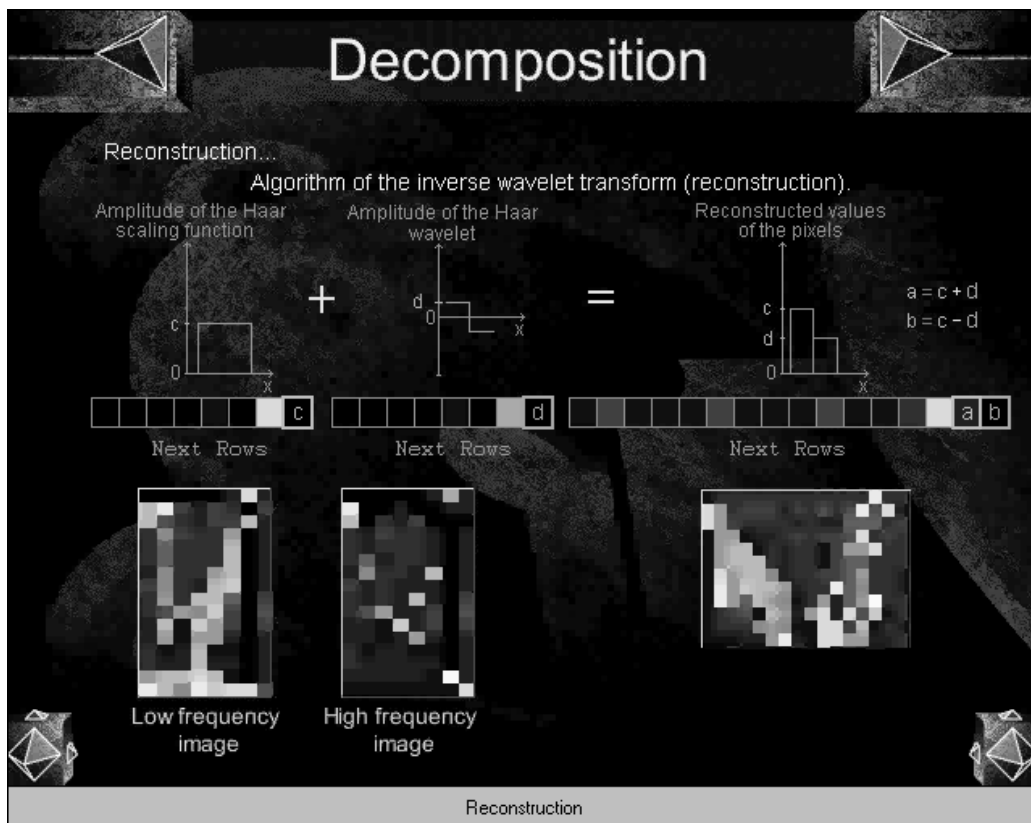 Decomposition
Reconstruction...
Algorithm of the inverse wavelet transform (reconstruction).
Amplitude of the Haar
scaling function
Amplitude of the Haar
wavelet
Reconstructed values
of the pixels
c
0
x
+
d
0
x
=
c
d
0
x
a = c + d
b = c – d
c
d
a b
Next Rows
Next Rows
Next Rows
Low frequency
image
High frequency
image
Reconstruction